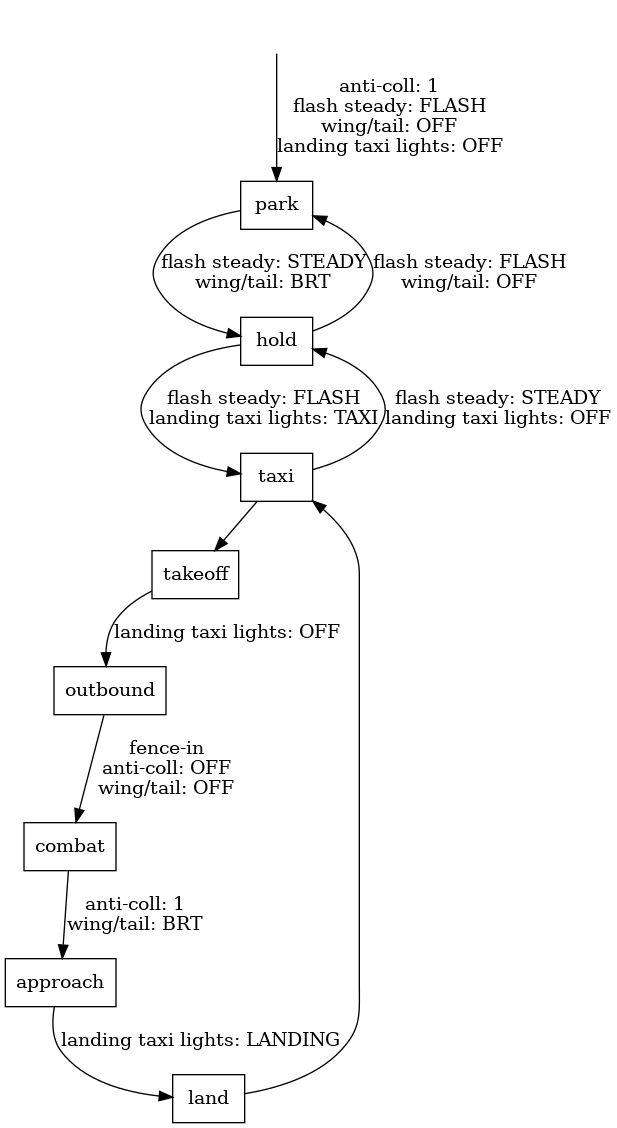 anti-coll: 1
flash steady: FLASH
wing/tail: OFF
landing taxi lights: OFF
park
flash steady: STEADY
wing/tail: BRT
flash steady: FLASH
wing/tail: OFF
hold
flash steady: FLASH
landing taxi lights: TAXI
flash steady: STEADY
landing taxi lights: OFF
taxi
takeoff
landing taxi lights: OFF
outbound
fence-in
anti-coll: OFF
wing/tail: OFF
combat
anti-coll: 1
wing/tail: BRT
approach
landing taxi lights: LANDING
land